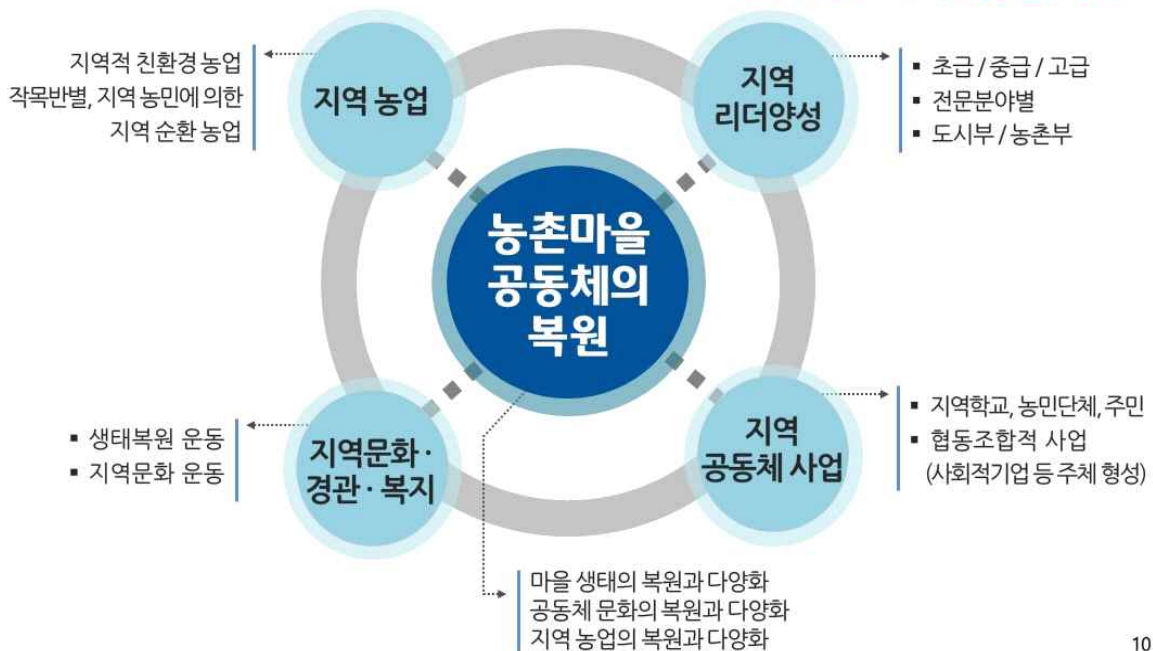 지역적 친환경 농업
작목반별, 지역 농민에 의한
지역 순환 농업
지역 농업
지역
리더양성
▪ 초급 / 중급 / 고급
▪ 전문분야별
▪ 도시부 / 농촌부
농촌마을
공동체의
복원
▪ 생태복원 운동
▪ 지역문화 운동
지역문화 ·
경관 · 복지
지역
공동체 사업
▪ 지역학교, 농민단체, 주민
▪ 협동조합적 사업
(사회적기업 등 주체 형성)
마을 생태의 복원과 다양화
공동체 문화의 복원과 다양화
지역 농업의 복원과 다양화
10